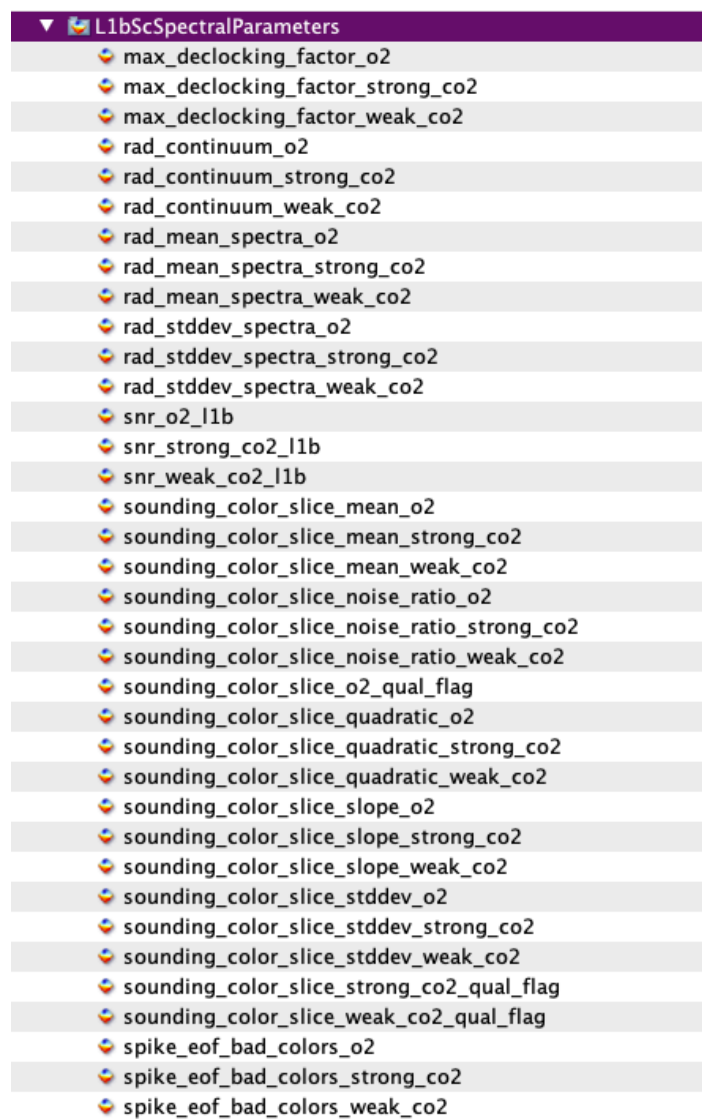 L1bScSpectralParameters
max_declocking_factor_o2
max_declocking_factor_strong_co2
max_declocking_factor_weak_co2
rad_continuum_o2
rad_continuum_strong_co2
rad_continuum_weak_co2
rad_mean_spectra_o2
rad_mean_spectra_strong_co2
rad_mean_spectra_weak_co2
rad_stddev_spectra_o2
rad_stddev_spectra_strong_co2
rad_stddev_spectra_weak_co2
snr_o2_l1b
snr_strong_co2_l1b
snr_weak_co2_l1b
sounding_color_slice_mean_o2
sounding_color_slice_mean_strong_co2
sounding_color_slice_mean_weak_co2
sounding_color_slice_noise_ratio_o2
sounding_color_slice_noise_ratio_strong_co2
sounding_color_slice_noise_ratio_weak_co2
sounding_color_slice_o2_qual_flag
sounding_color_slice_quadratic_o2
sounding_color_slice_quadratic_strong_co2
sounding_color_slice_quadratic_weak_co2
sounding_color_slice_slope_o2
sounding_color_slice_slope_strong_co2
sounding_color_slice_slope_weak_co2
sounding_color_slice_stddev_o2
sounding_color_slice_stddev_strong_co2
sounding_color_slice_stddev_weak_co2
sounding_color_slice_strong_co2_qual_flag
sounding_color_slice_weak_co2_qual_flag
spike_eof_bad_colors_o2
spike_eof_bad_colors_strong_co2
spike_eof_bad_colors_weak_co2